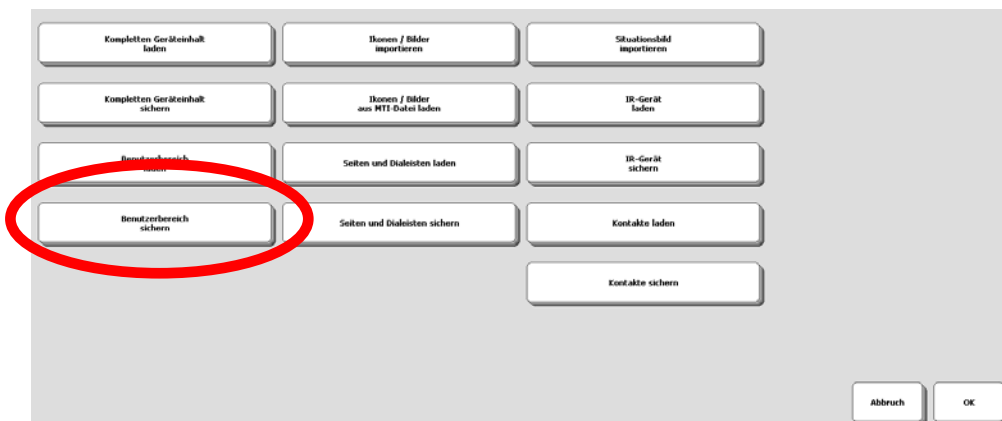 Kompletten Geräteinhalt
laden
Ikonen / Bilder
importieren
Situationsbild
importieren
Kompletten Geräteinhalt
sichern
Ikonen / Bilder
aus MTI-Datei laden
IR-Gerät
laden
Benutzerbereich
laden
Seiten und Dialeisten laden
IR-Gerät
sichern
Benutzerbereich
sichern
Seiten und Dialeisten sichern
Kontakte laden
Kontakte sichern
Abbruch
OK